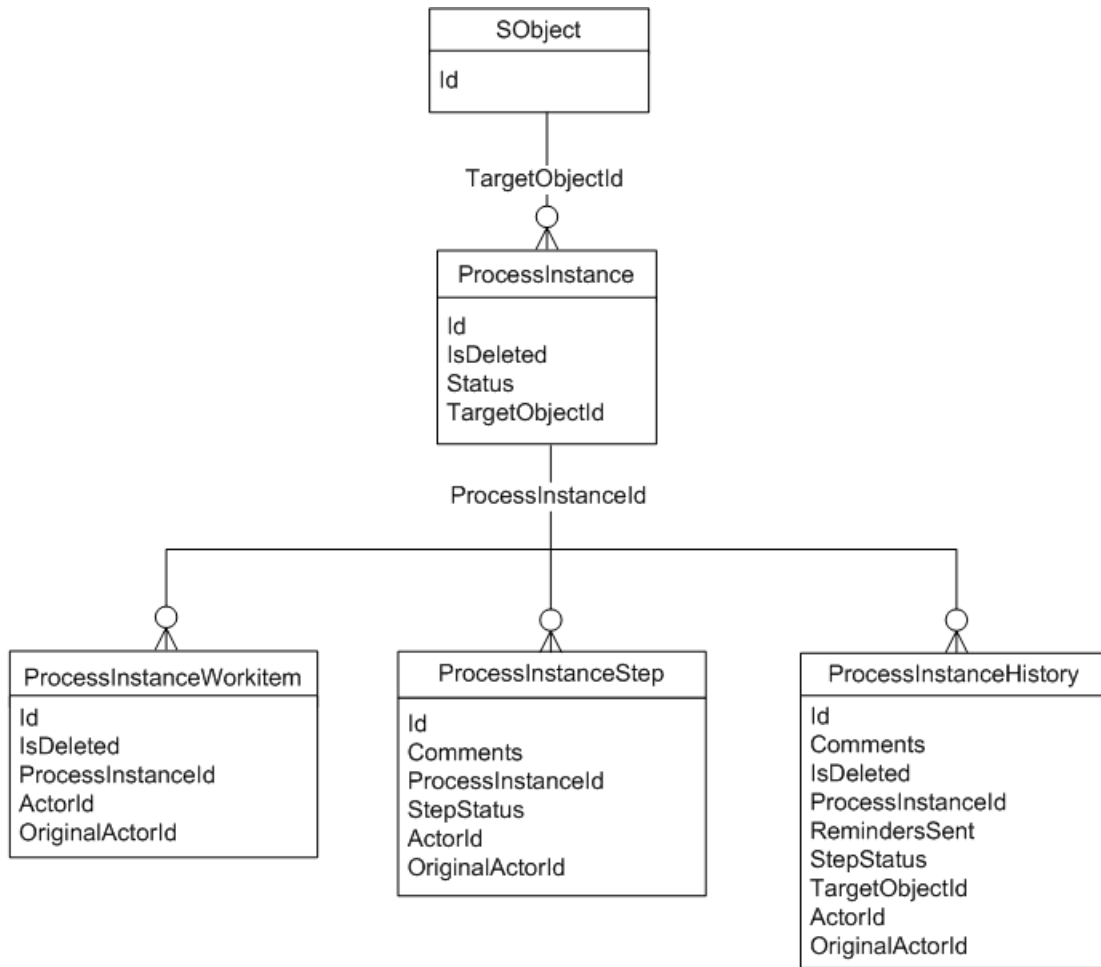 SObject
Id
TargetObjectId
ProcessInstance
Id
IsDeleted
Status
TargetObjectId
ProcessInstanceId
ProcessInstanceWorkitem
Id
IsDeleted
ProcessInstanceId
ActorId
OriginalActorId
ProcessInstanceStep
Id
Comments
ProcessInstanceId
StepStatus
ActorId
OriginalActorId
ProcessInstanceHistory
Id
Comments
IsDeleted
ProcessInstanceId
RemindersSent
StepStatus
TargetObjectId
ActorId
OriginalActorId